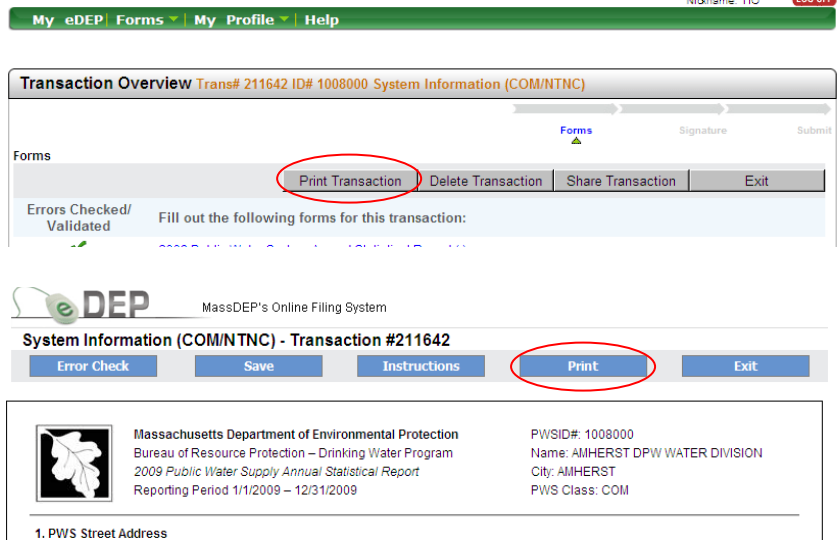 Nickname: TIO
LOG OFF
My eDEP | Forms | My Profile | Help
Transaction Overview Trans# 211642 ID# 1008000 System Information (COM/NTNC)
Forms Signature Submit
Forms
Print Transaction Delete Transaction Share Transaction Exit
Errors Checked/
Validated
Fill out the following forms for this transaction:
eDEP MassDEP's Online Filing System
System Information (COM/NTNC) - Transaction #211642
Error Check Save Instructions Print Exit
Massachusetts Department of Environmental Protection
Bureau of Resource Protection – Drinking Water Program
2009 Public Water Supply Annual Statistical Report
Reporting Period 1/1/2009 – 12/31/2009
PWSID#: 1008000
Name: AMHERST DPW WATER DIVISION
City: AMHERST
PWS Class: COM
1. PWS Street Address